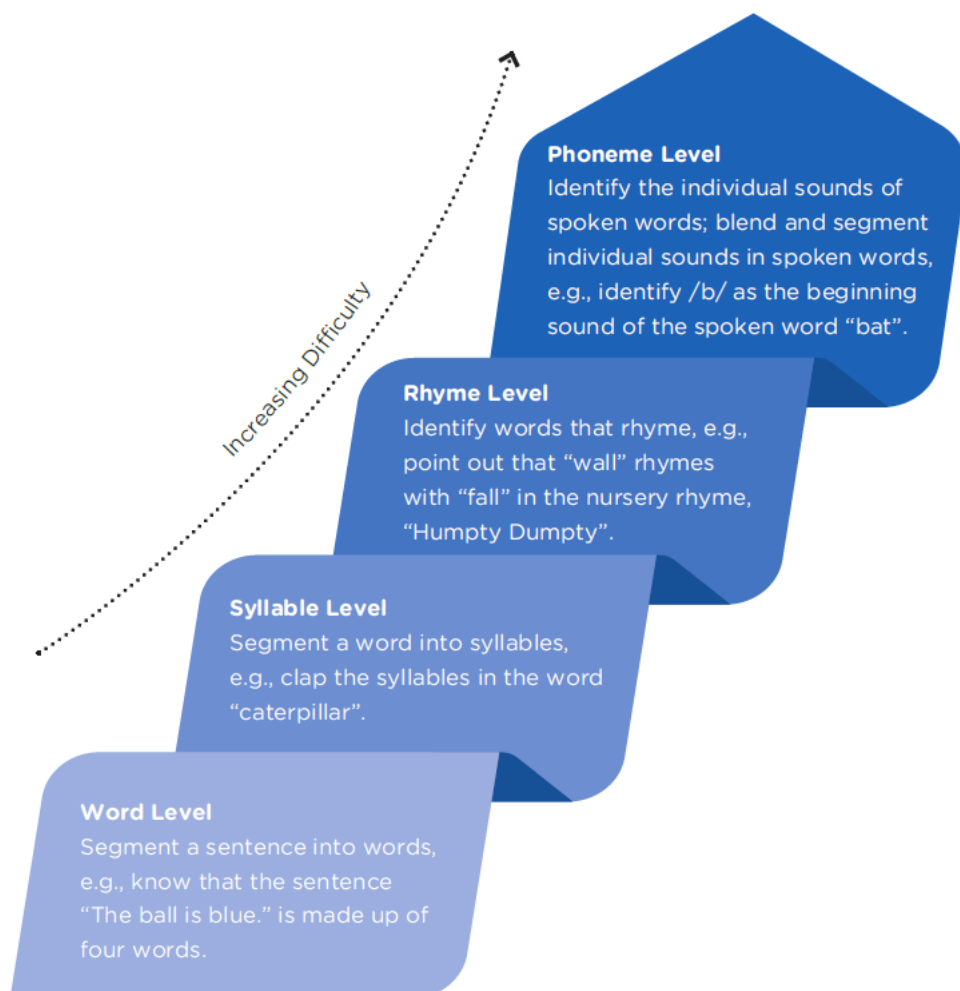 Increasing Difficulty
Phoneme Level
Identify the individual sounds of
spoken words; blend and segment
individual sounds in spoken words,
e.g., identify /b/ as the beginning
sound of the spoken word “bat”.
Rhyme Level
Identify words that rhyme, e.g.,
point out that “wall” rhymes
with “fall” in the nursery rhyme,
“Humpty Dumpty”.
Syllable Level
Segment a word into syllables,
e.g., clap the syllables in the word
“caterpillar”.
Word Level
Segment a sentence into words,
e.g., know that the sentence
“The ball is blue.” is made up of
four words.